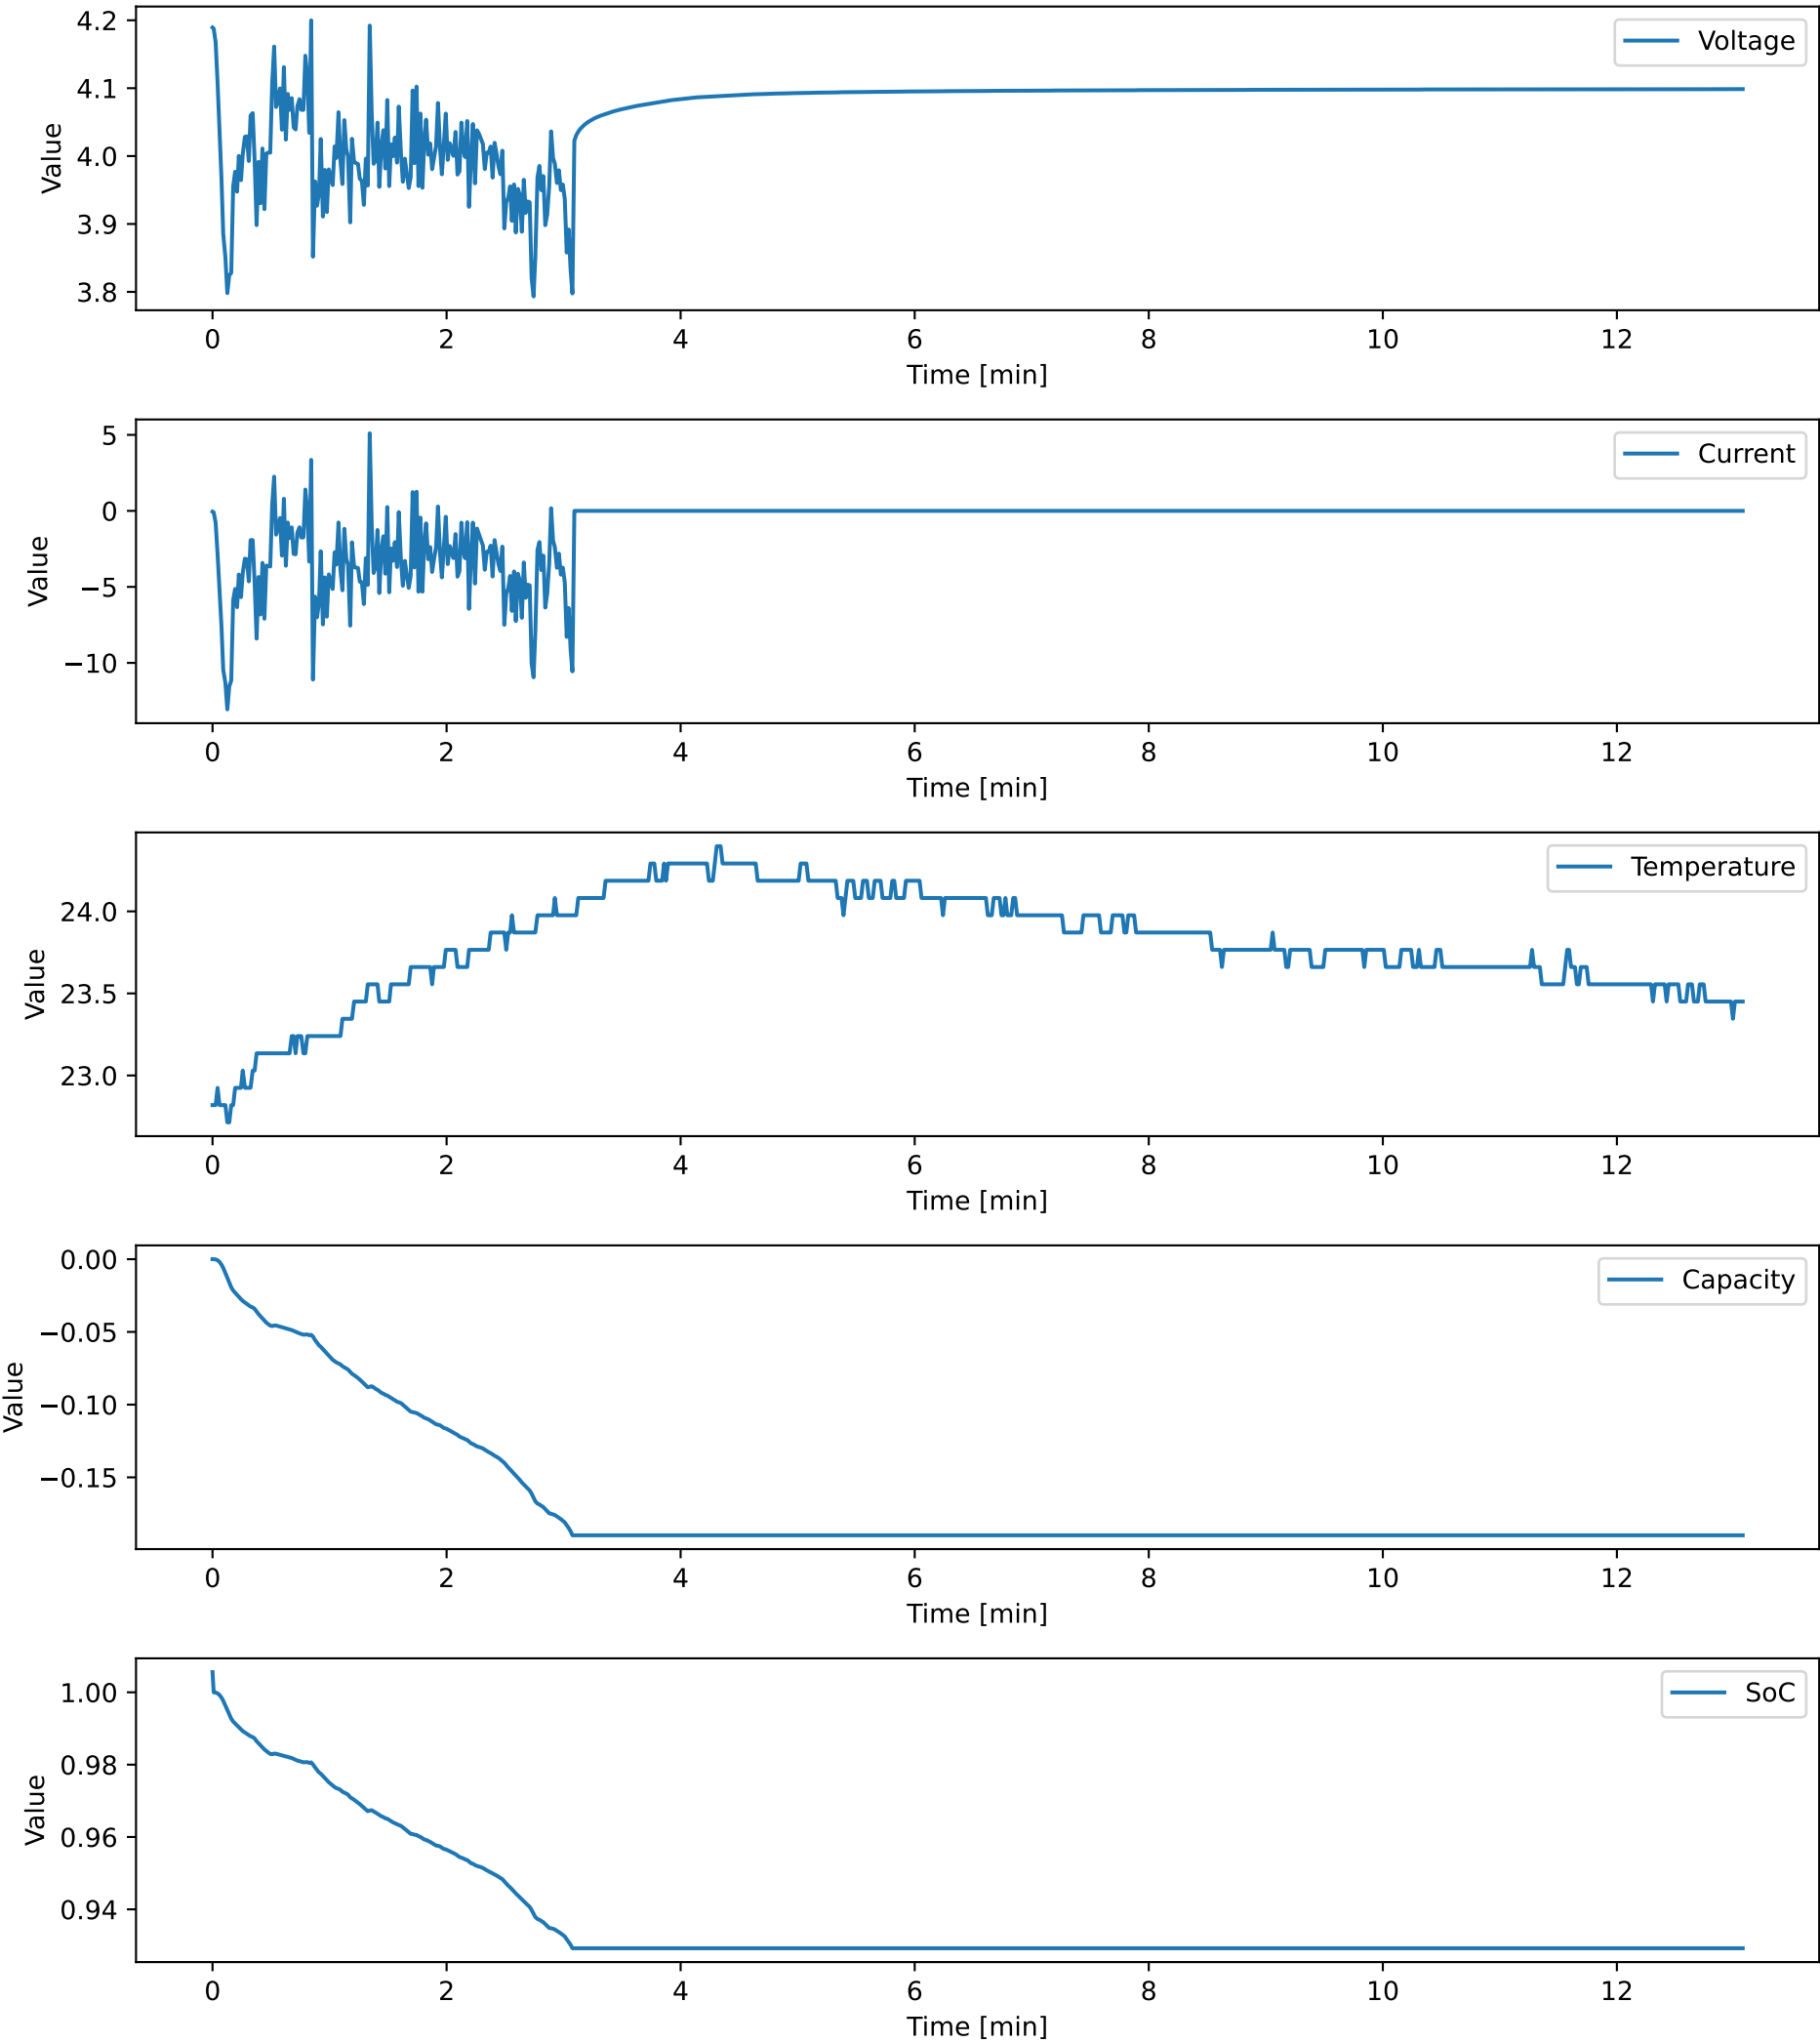 4.2
4.1
4.0
3.9
3.8
Value
Voltage
0 2 4 6 8 10 12
Time [min]
5
0
−5
−10
Value
Current
0 2 4 6 8 10 12
Time [min]
24.0
23.5
23.0
Value
Temperature
0 2 4 6 8 10 12
Time [min]
0.00
−0.05
−0.10
−0.15
Value
Capacity
0 2 4 6 8 10 12
Time [min]
1.00
0.98
0.96
0.94
Value
SoC
0 2 4 6 8 10 12
Time [min]